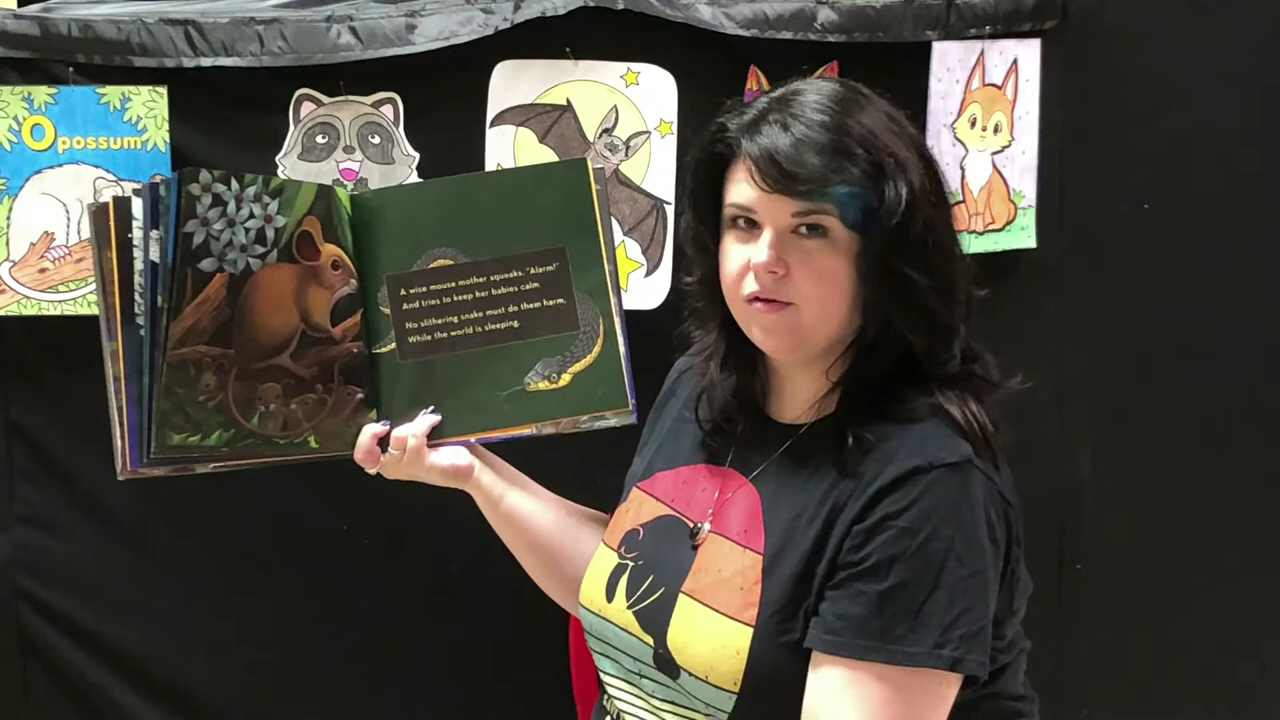 Opossum
A wise mouse mother squeaks, "Alarm!"
And tries to keep her babies calm.
No slithering snake must do them harm,
While the world is sleeping.